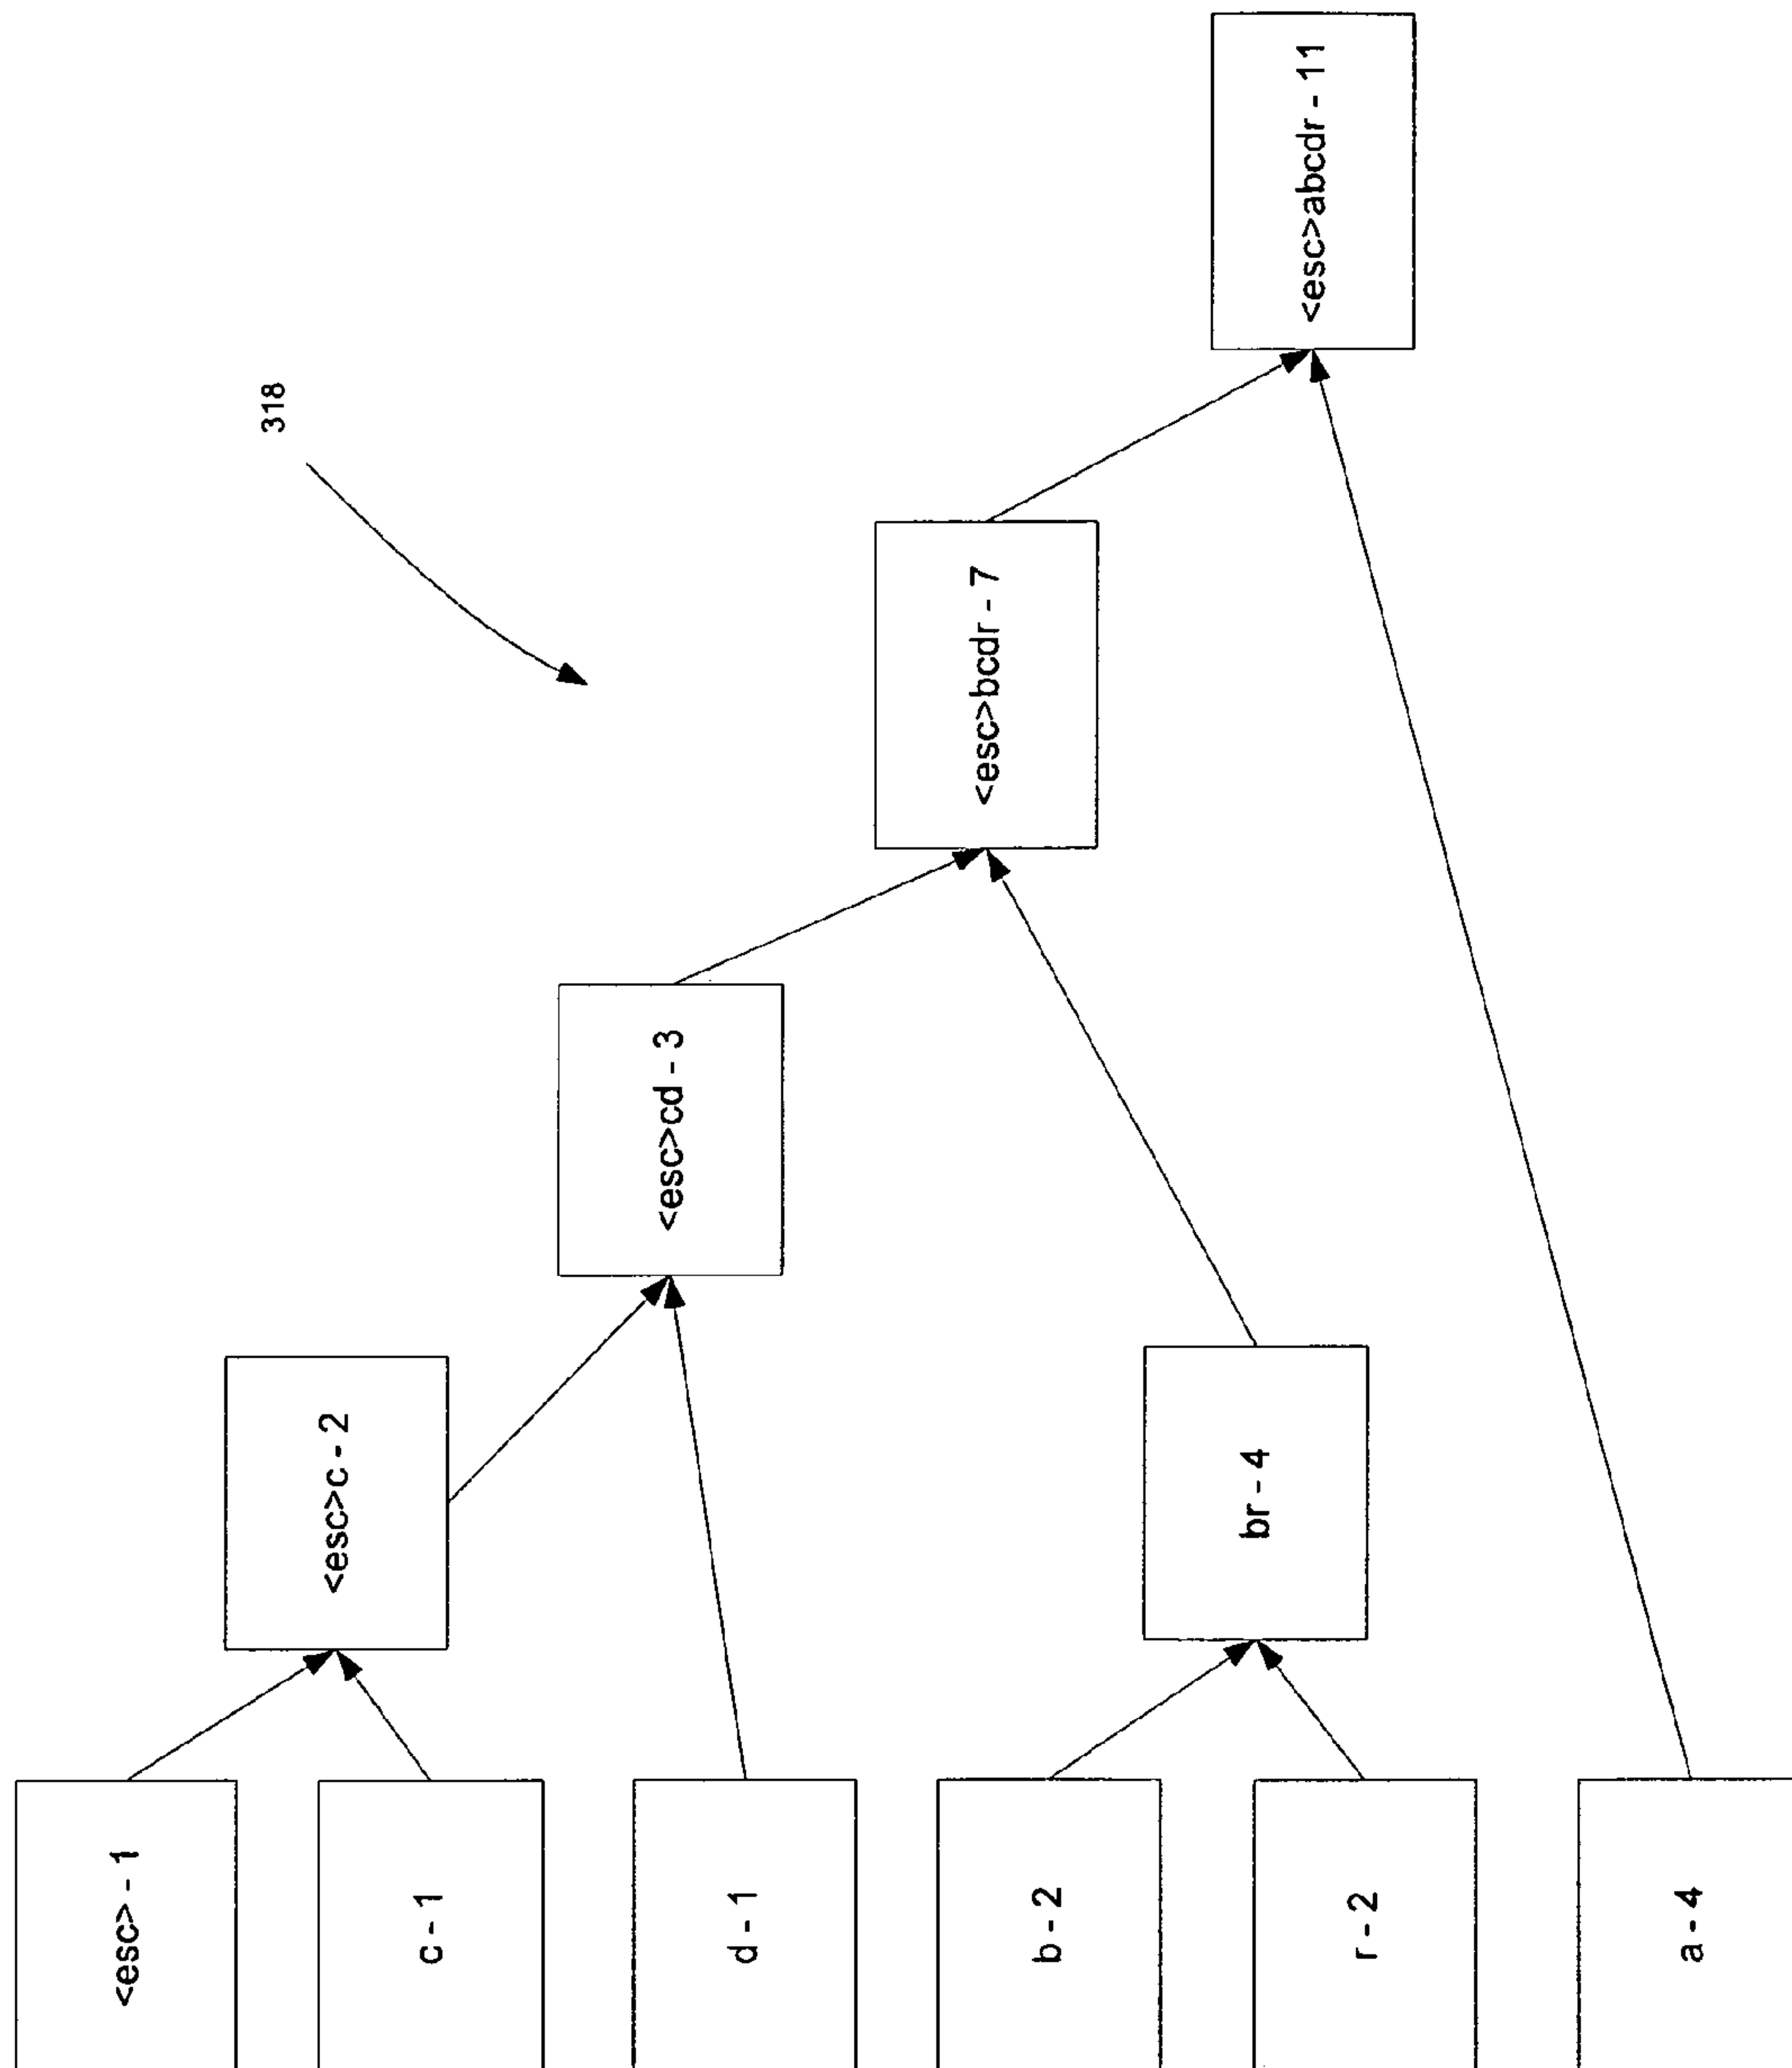 318
<esc> - 1
c - 1
d - 1
b - 2
r - 2
a - 4
<esc>c - 2
br - 4
<esc>cd - 3
<esc>bcdr - 7
<esc>abcdr - 11